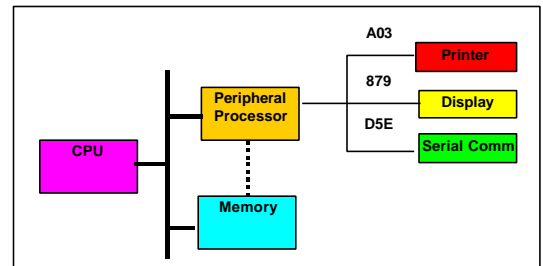 A03
Printer
879
Peripheral
Processor
Display
D5E
CPU
Serial Comm
Memory